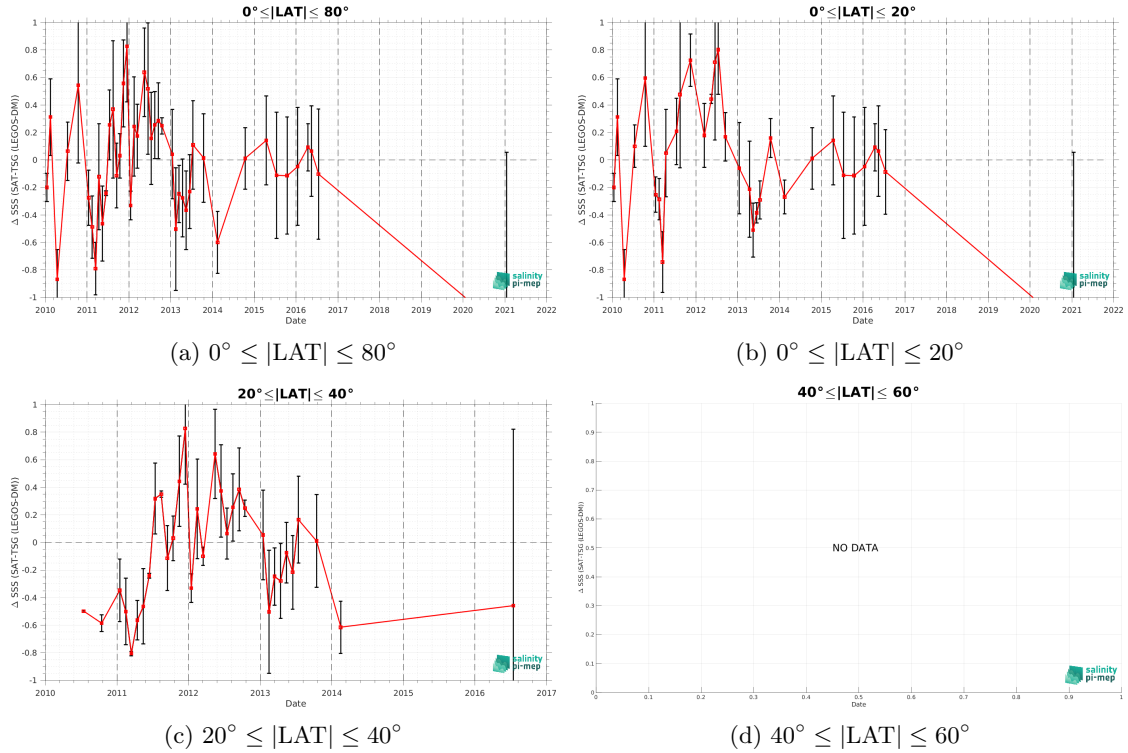 0°≤|LAT|≤ 80°
Δ SSS (SAT-TSG (LEGOS-DM))
1
0.8
0.6
0.4
0.2
0
-0.2
-0.4
-0.6
-0.8
-1
2010 2011 2012 2013 2014 2015 2016 2017 2018 2019 2020 2021 2022
Date
salinity
pi-mep
(a) 0° ≤ |LAT| ≤ 80°
0°≤|LAT|≤ 20°
Δ SSS (SAT-TSG (LEGOS-DM))
1
0.8
0.6
0.4
0.2
0
-0.2
-0.4
-0.6
-0.8
-1
2010 2011 2012 2013 2014 2015 2016 2017 2018 2019 2020 2021 2022
Date
salinity
pi-mep
(b) 0° ≤ |LAT| ≤ 20°
20°≤|LAT|≤ 40°
Δ SSS (SAT-TSG (LEGOS-DM))
1
0.8
0.6
0.4
0.2
0
-0.2
-0.4
-0.6
-0.8
-1
2010 2011 2012 2013 2014 2015 2016 2017
Date
salinity
pi-mep
(c) 20° ≤ |LAT| ≤ 40°
40°≤|LAT|≤ 60°
Δ SSS (SAT-TSG (LEGOS-DM))
1
0.9
0.8
0.7
0.6
0.5
0.4
0.3
0.2
0.1
0
NO DATA
0 0.1 0.2 0.3 0.4 0.5 0.6 0.7 0.8 0.9 1
Date
salinity
pi-mep
(d) 40° ≤ |LAT| ≤ 60°